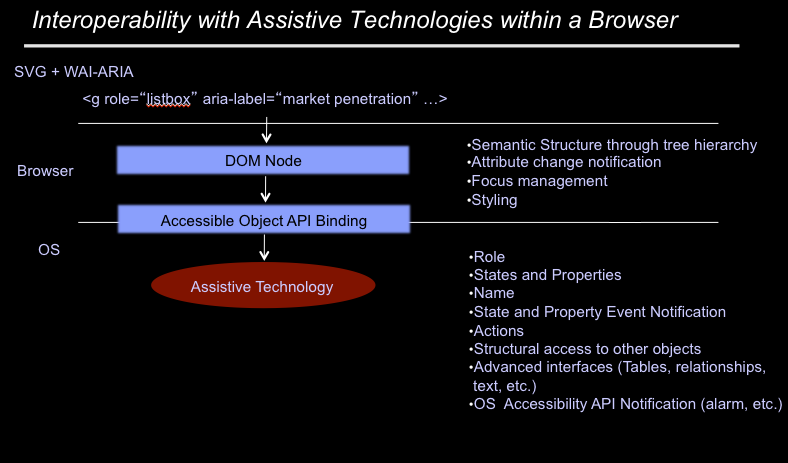 Interoperability with Assistive Technologies within a Browser
SVG + WAI-ARIA
<g role=“listbox” aria-label=“market penetration” …>
Browser
DOM Node
•Semantic Structure through tree hierarchy
•Attribute change notification
•Focus management
•Styling
Accessible Object API Binding
OS
Assistive Technology
•Role
•States and Properties
•Name
•State and Property Event Notification
•Actions
•Structural access to other objects
•Advanced interfaces (Tables, relationships,
text, etc.)
•OS  Accessibility API Notification (alarm, etc.)